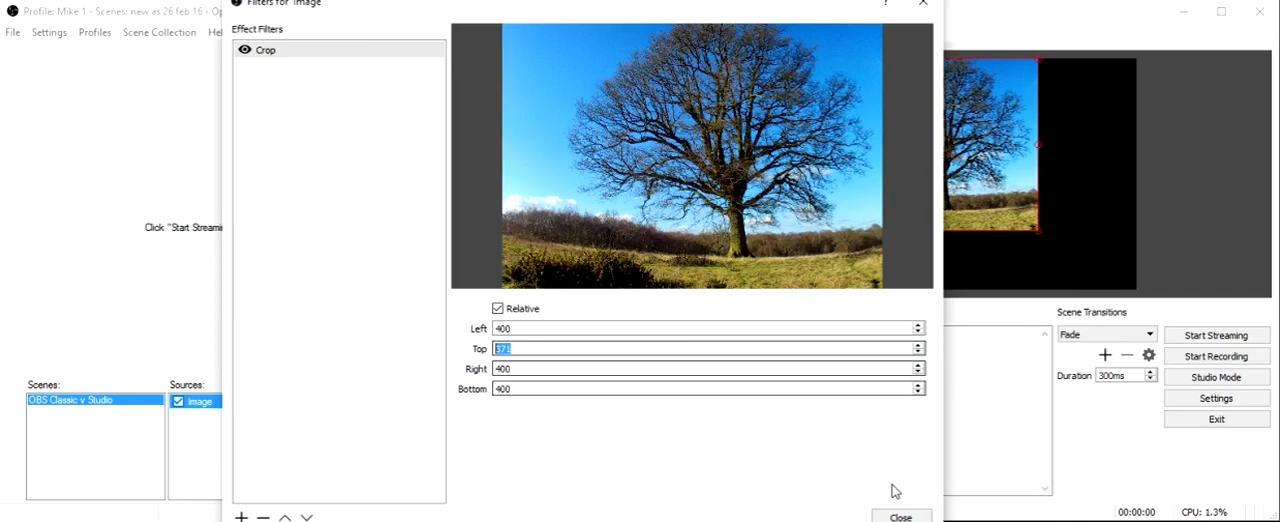 Profile: Mike 1 - Scenes: new as 26 feb 16 - Op
Filters for 'Image'
?
File Settings Profiles Scene Collection Hel
Effect Filters
Crop
Click "Start Streamin
Relative
Left 400
Top 371
Right 400
Bottom 400
Scenes:
OBS Classic v Studio
Sources:
Image
Scene Transitions
Fade
Duration 300ms
Start Streaming
Start Recording
Studio Mode
Settings
Exit
Close
00:00:00
CPU: 1.3%